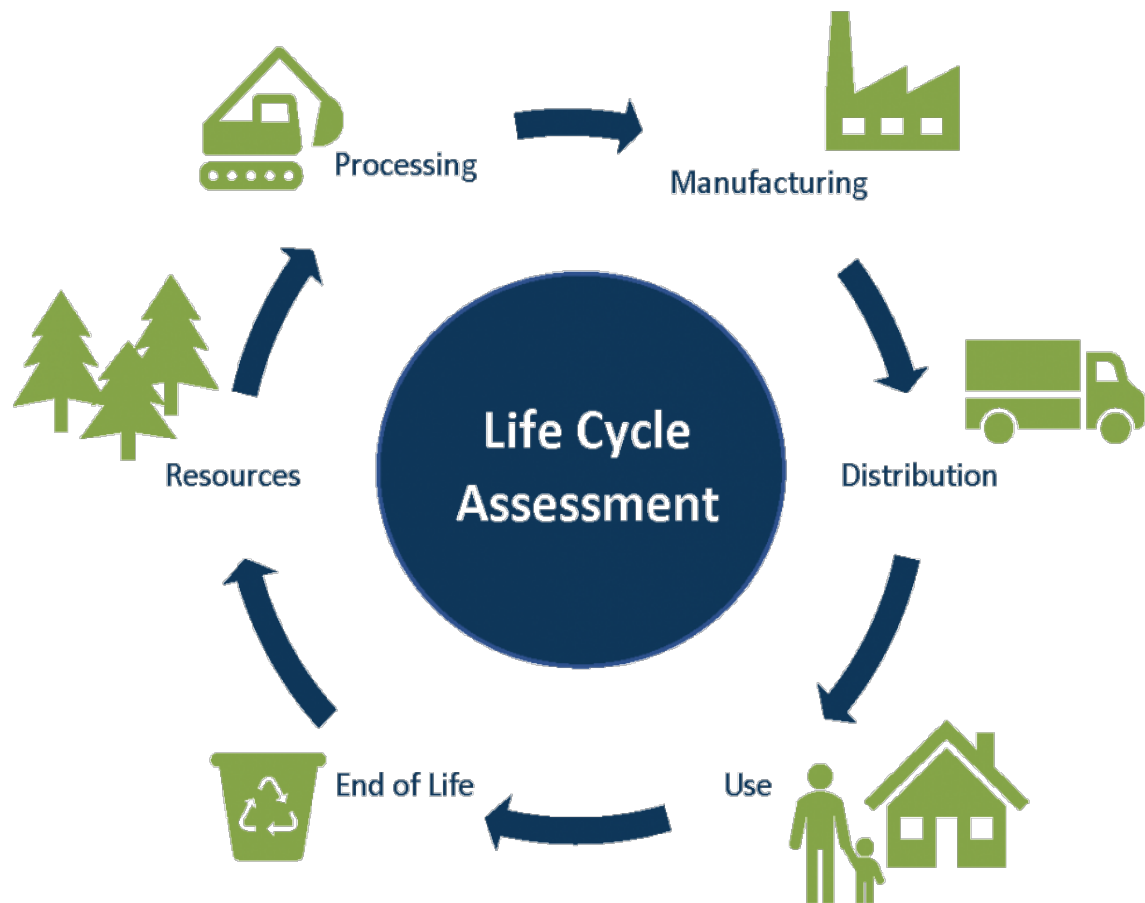 Processing
Manufacturing
Life Cycle
Assessment
Resources
Distribution
End of Life
Use